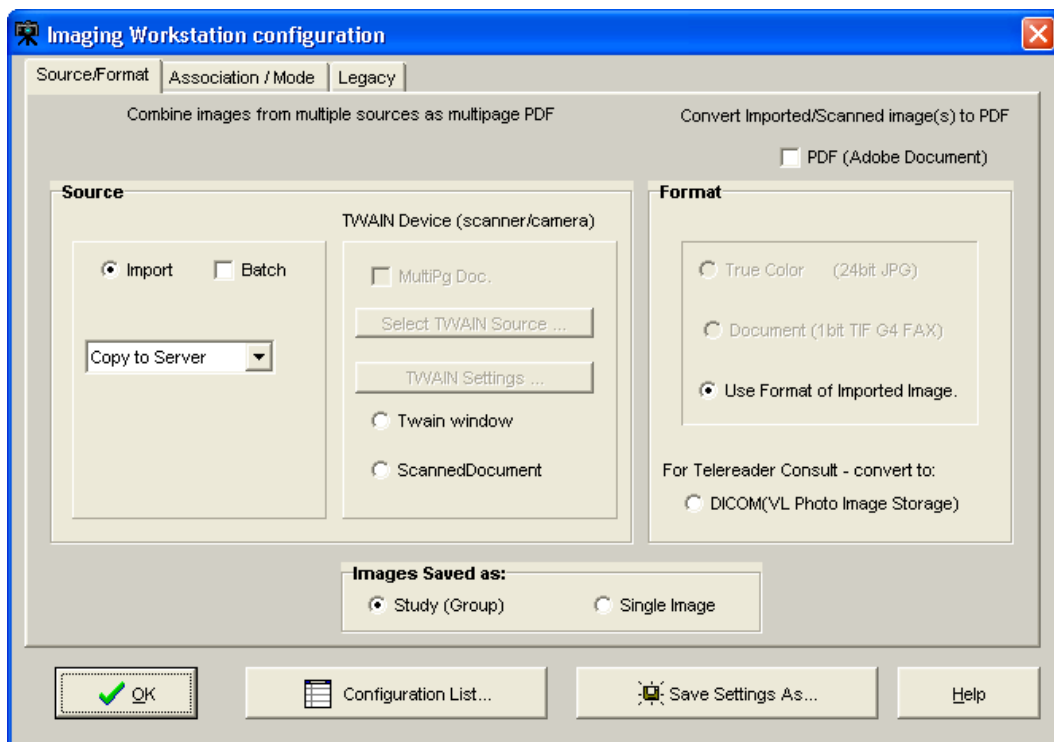 Imaging Workstation configuration
Source/Format
Association / Mode
Legacy
Combine images from multiple sources as multipage PDF
Convert Imported/Scanned image(s) to PDF
PDF (Adobe Document)
Source
TWAIN Device (scanner/camera)
Import
Batch
Copy to Server
MultiPg Doc.
Select TWAIN Source ...
TWAIN Settings ...
Twain window
ScannedDocument
Format
True Color (24bit JPG)
Document (1bit TIF G4 FAX)
Use Format of Imported Image.
For Telereader Consult - convert to:
DICOM(VL Photo Image Storage)
Images Saved as:
Study (Group)
Single Image
OK
Configuration List...
Save Settings As...
Help